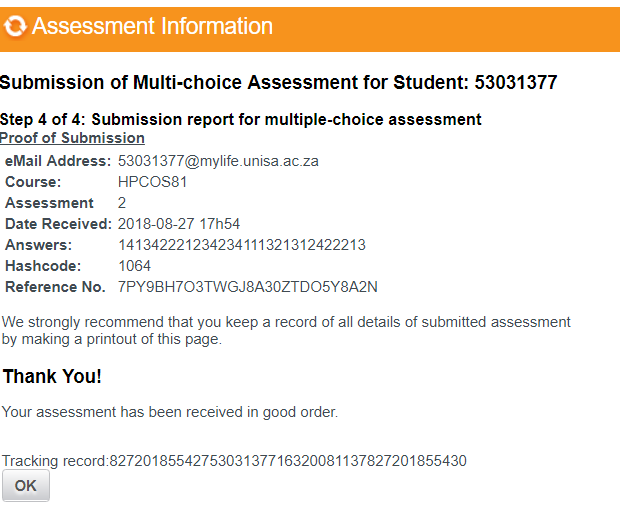 Assessment Information
Submission of Multi-choice Assessment for Student: 53031377
Step 4 of 4: Submission report for multiple-choice assessment
Proof of Submission
eMail Address: 53031377@mylife.unisa.ac.za
Course: HPCOS81
Assessment 2
Date Received: 2018-08-27 17h54
Answers: 141342221234234111321312422213
Hashcode: 1064
Reference No. 7PY9BH7O3TWGJ8A30ZTDO5Y8A2N
We strongly recommend that you keep a record of all details of submitted assessment
by making a printout of this page.
Thank You!
Your assessment has been received in good order.
Tracking record:82720185542753031377163200811378272018554​30
OK